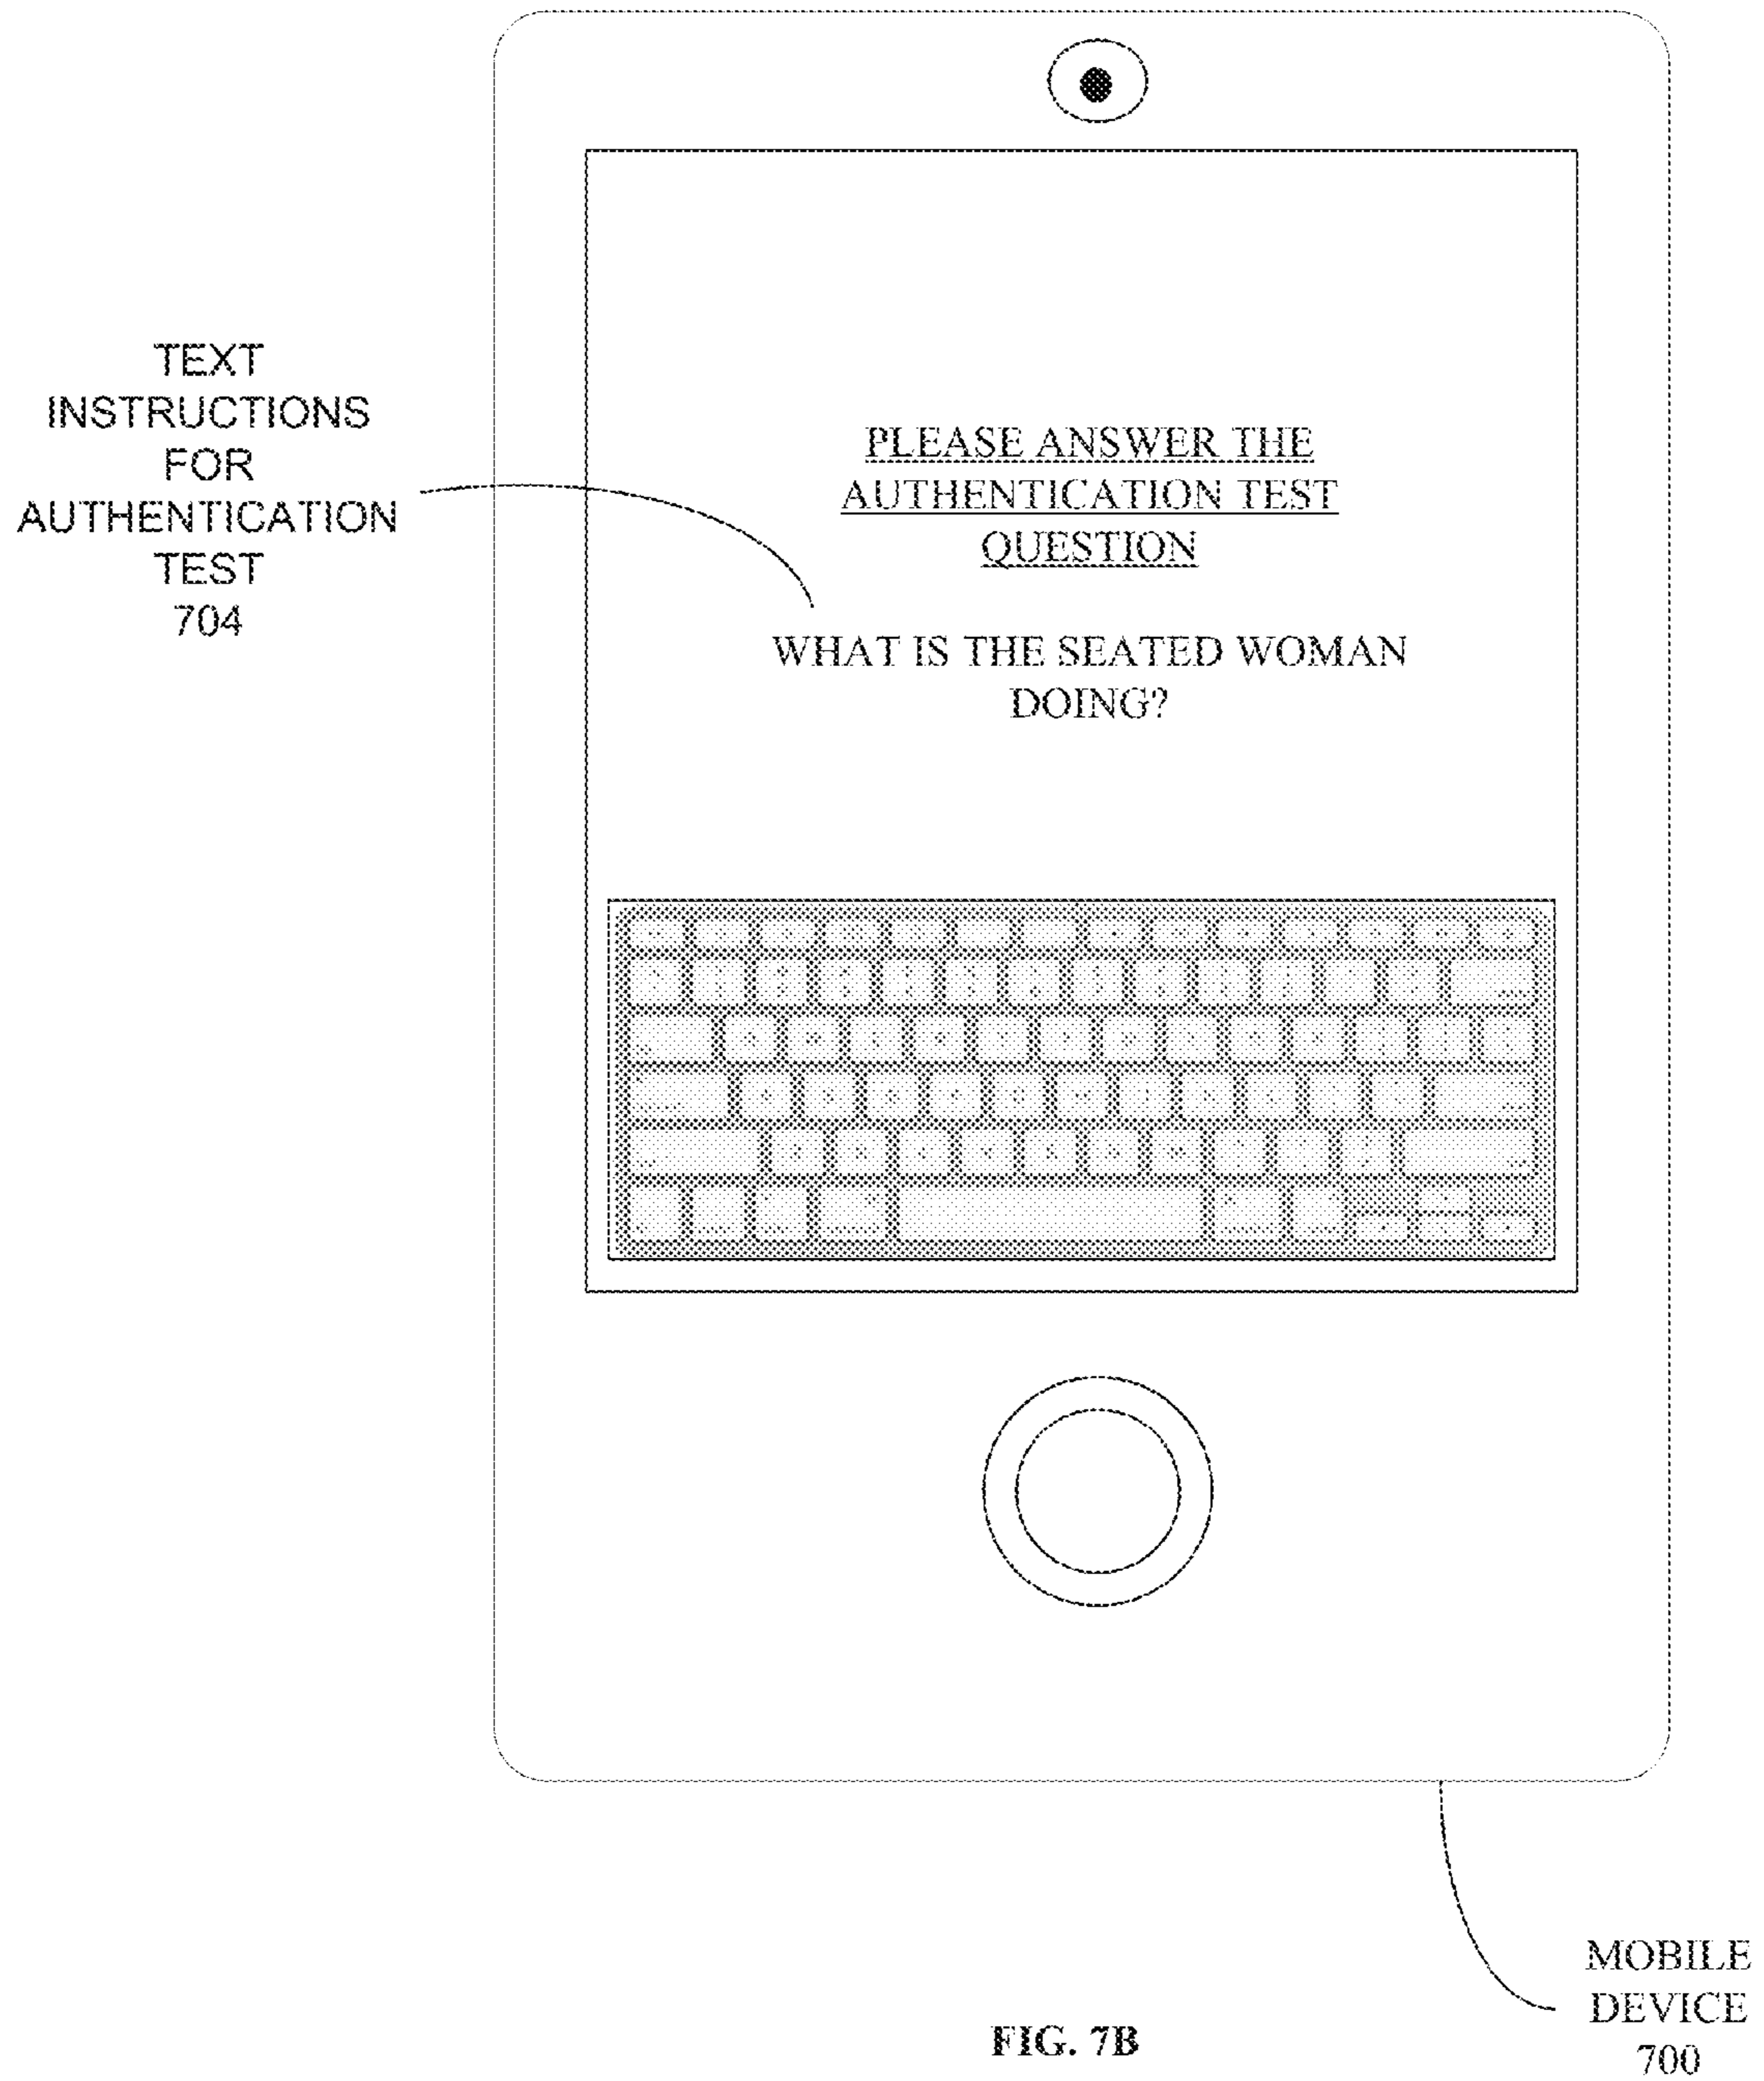 TEXT
INSTRUCTIONS
FOR
AUTHENTICATION
TEST
704
PLEASE ANSWER THE
AUTHENTICATION TEST
QUESTION
WHAT IS THE SEATED WOMAN
DOING?
MOBILE
DEVICE
700
FIG. 7B